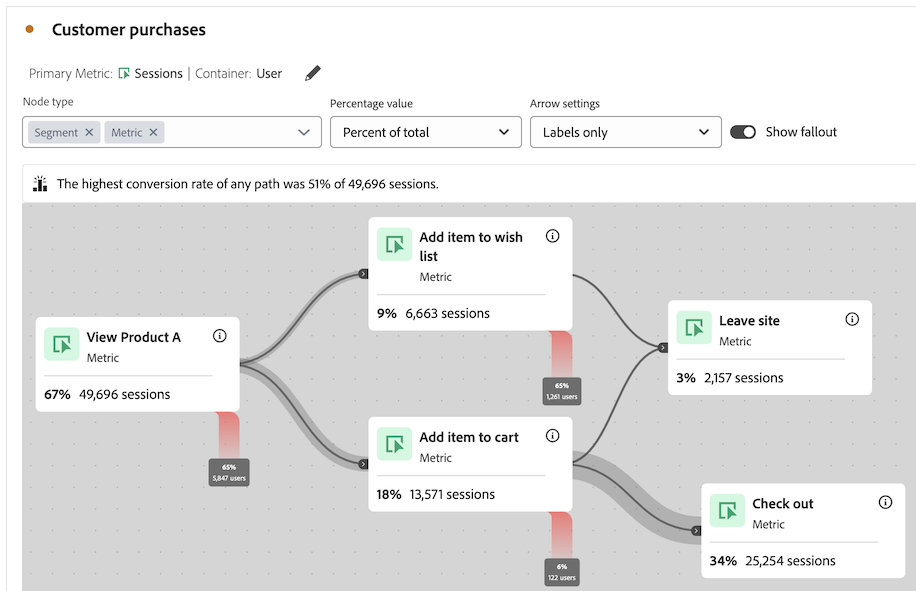 Customer purchases
Primary Metric: Sessions | Container: User
Node type
Percentage value
Arrow settings
Segment
Metric
Percent of total
Labels only
Show fallout
The highest conversion rate of any path was 51% of 49,696 sessions.
View Product A
Metric
67% 49,696 sessions
65%
5,847 users
Add item to wish
list
Metric
9% 6,663 sessions
65%
1,261 users
Add item to cart
Metric
18% 13,571 sessions
6%
122 users
Leave site
Metric
3% 2,157 sessions
Check out
Metric
34% 25,254 sessions